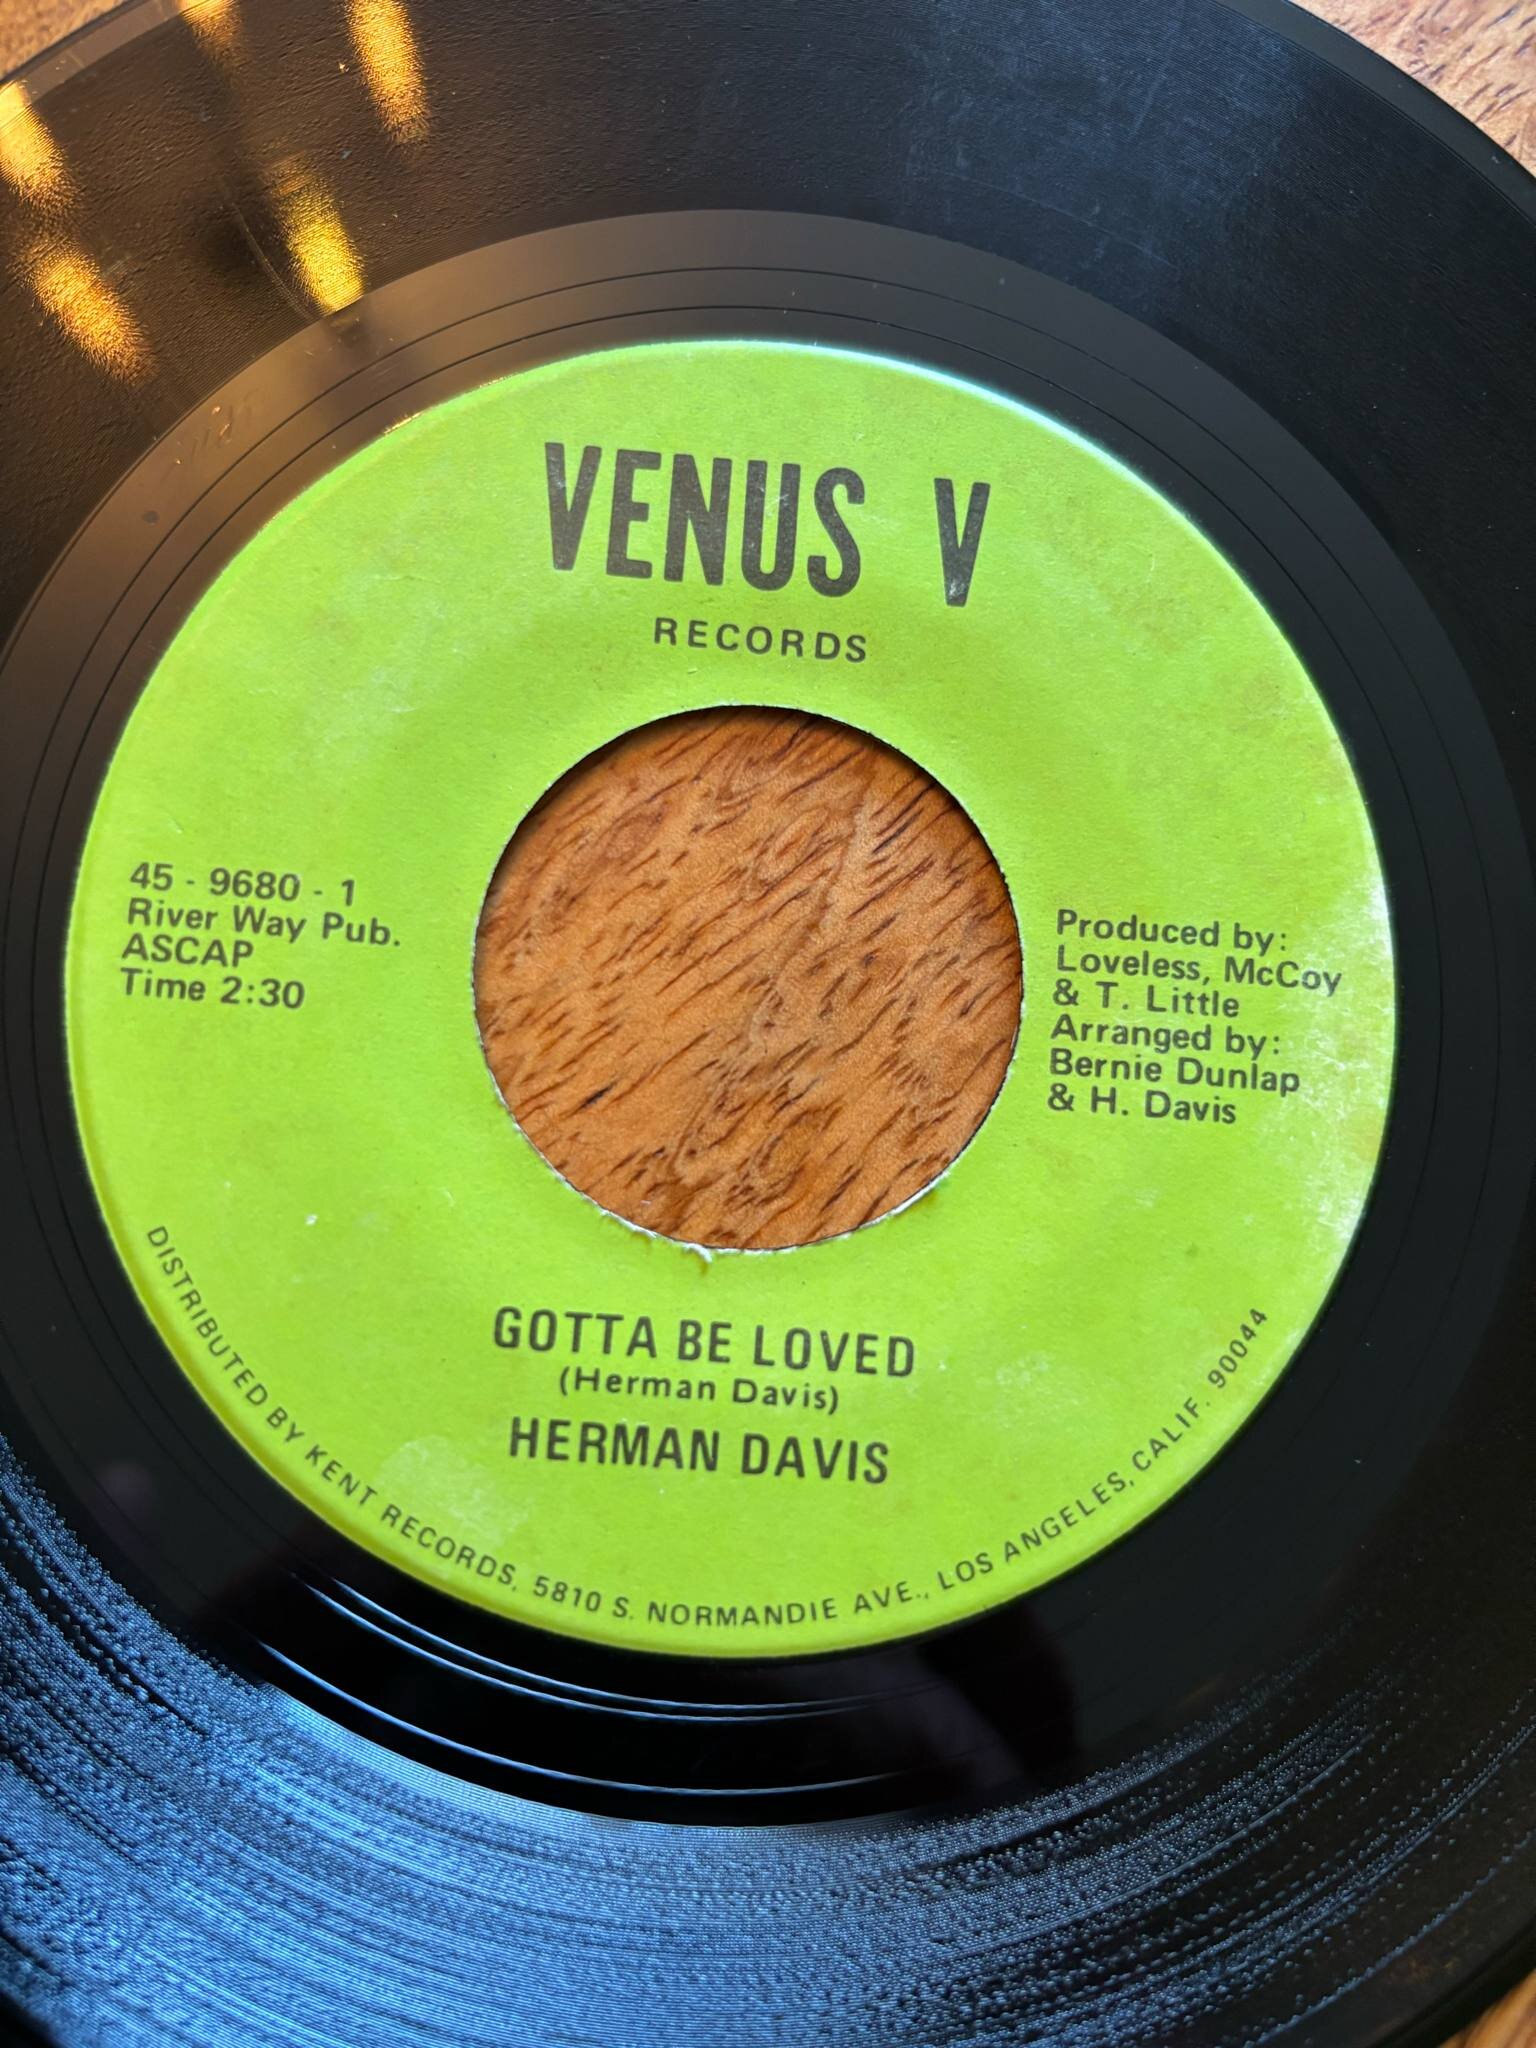 VENUS V
RECORDS
45 - 9680 - 1
River Way Pub.
ASCAP
Time 2:30
Produced by:
Loveless, McCoy
& T. Little
Arranged by:
Bernie Dunlap
& H. Davis
GOTTA BE LOVED
(Herman Davis)
HERMAN DAVIS
DISTRIBUTED BY KENT RECORDS, 5810 S. NORMANDIE AVE., LOS ANGELES, CALIF. 90044